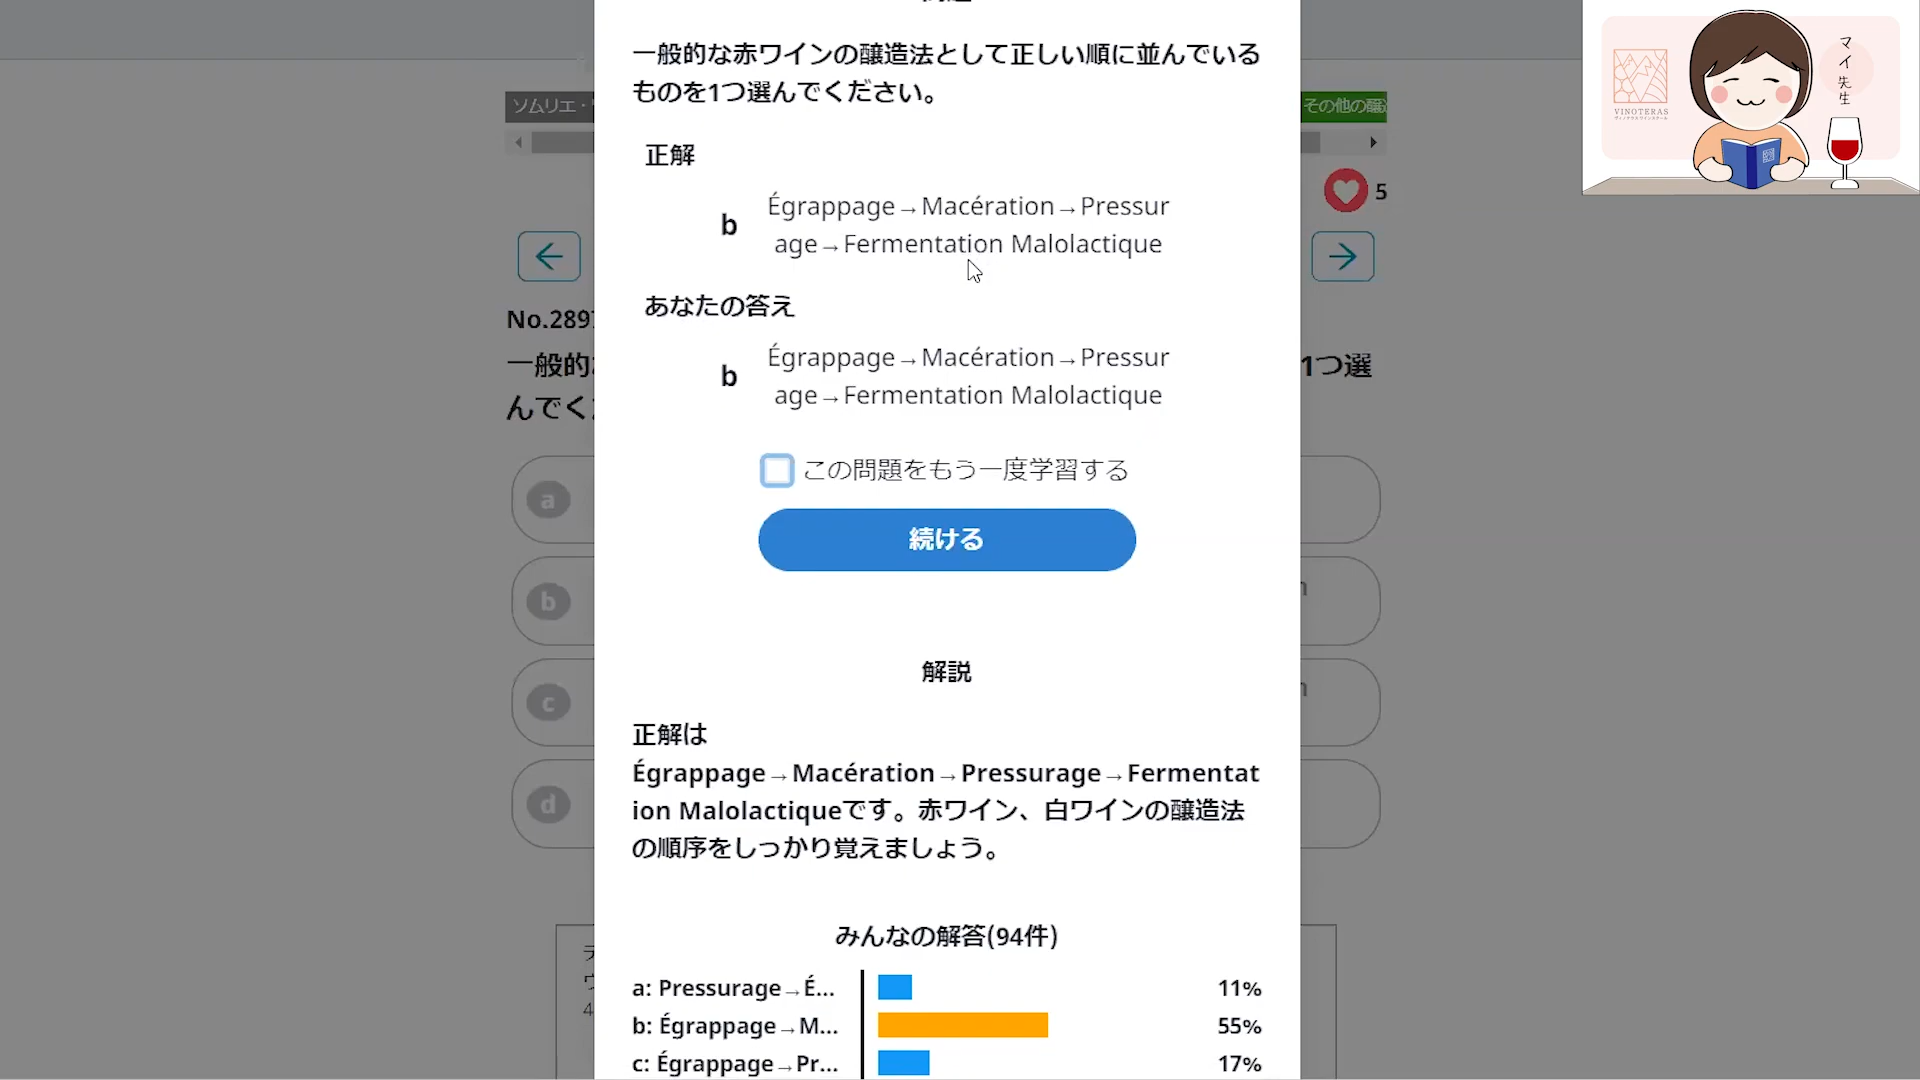 一般的な赤ワインの醸造法として正しい順に並んでいる
ものを1つ選んでください。
正解
b
Égrappage→Macération→Pressur
age→Fermentation Malolactique
あなたの答え
b
Égrappage→Macération→Pressur
age→Fermentation Malolactique
この問題をもう一度学習する
続ける
解説
正解は
Égrappage→Macération→Pressurage→Fermentat
ion Malolactiqueです。赤ワイン、白ワインの醸造法
の順序をしっかり覚えましょう。
みんなの解答(94件)
a: Pressurage→É... 11%
b: Égrappage→M... 55%
c: Égrappage→Pr... 17%
ソムリエ・
その他の醸
5
No.289
一般的
1つ選
んでく
a
b
c
d
マイ先生
VINOTERAS